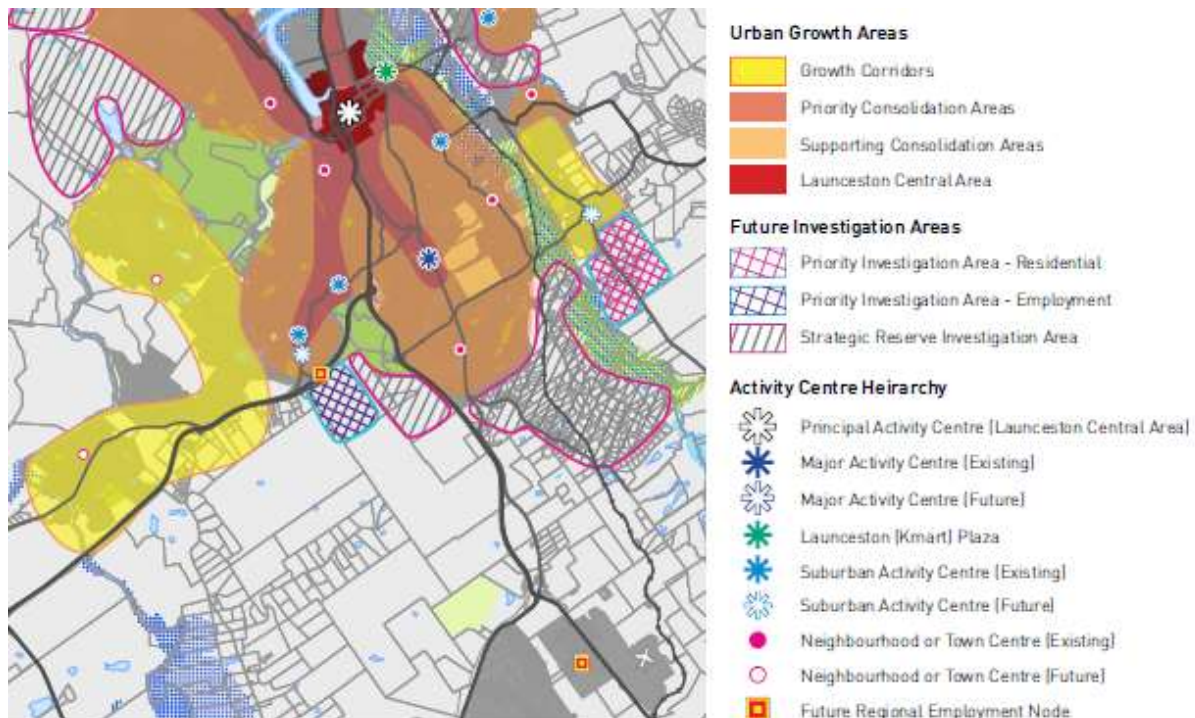 Urban Growth Areas
Growth Corridors
Priority Consolidation Areas
Supporting Consolidation Areas
Launceston Central Area
Future Investigation Areas
Priority Investigation Area - Residential
Priority Investigation Area - Employment
Strategic Reserve Investigation Area
Activity Centre Heirarchy
Principal Activity Centre (Launceston Central Area)
Major Activity Centre (Existing)
Major Activity Centre (Future)
Launceston (Kmart) Plaza
Suburban Activity Centre (Existing)
Suburban Activity Centre (Future)
Neighbourhood or Town Centre (Existing)
Neighbourhood or Town Centre (Future)
Future Regional Employment Node